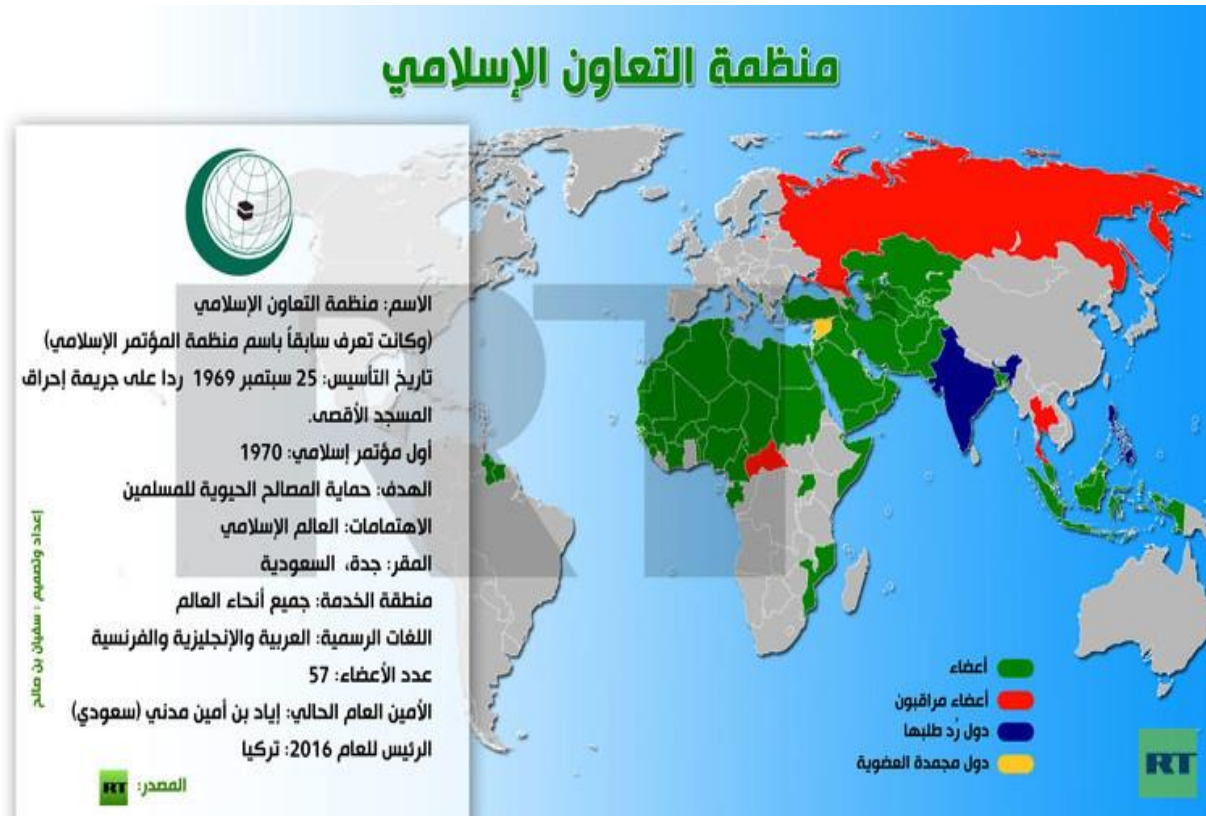 منظمة التعاون الإسلامي
الاسم: منظمة التعاون الإسلامي
(وكانت تعرف سابقاً باسم منظمة المؤتمر الإسلامي)
تاريخ التأسيس: 25 سبتمبر 1969 ردا على جريمة إحراق
المسجد الأقصى.
أول مؤتمر إسلامي: 1970
الهدف: حماية المصالح الحيوية للمسلمين
الاهتمامات: العالم الإسلامي
المقر: جدة، السعودية
منطقة الخدمة: جميع أنحاء العالم
اللغات الرسمية: العربية والإنجليزية والفرنسية
عدد الأعضاء: 57
الأمين العام الحالي: إياد بن أمين مدني (سعودي)
الرئيس للعام 2016: تركيا
المصدر: RT
إعداد وتصميم : سفيان بن صالح
أعضاء
أعضاء مراقبون
دول رُد طلبها
دول مجمدة العضوية
RT
RT